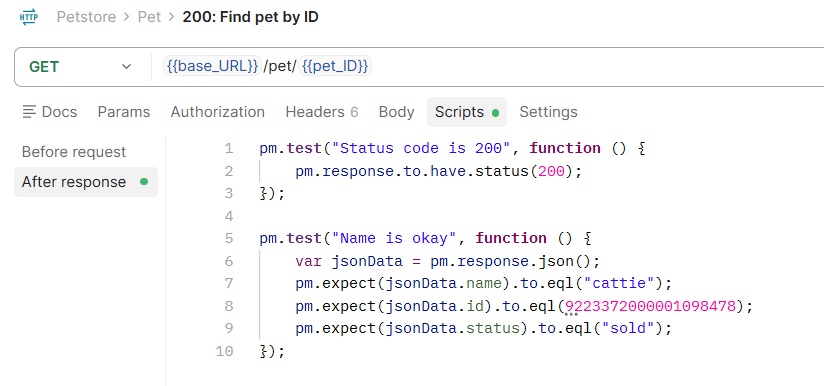 HTTP Petstore > Pet > 200: Find pet by ID
GET {{base_URL}} /pet/ {{pet_ID}}
Docs Params Authorization Headers 6 Body Scripts Settings
Before request
After response
1 pm.test("Status code is 200", function () {
2 pm.response.to.have.status(200);
3 });
4
5 pm.test("Name is okay", function () {
6 var jsonData = pm.response.json();
7 pm.expect(jsonData.name).to.eql("cattie");
8 pm.expect(jsonData.id).to.eql(9223372000001098478);
9 pm.expect(jsonData.status).to.eql("sold");
10 });